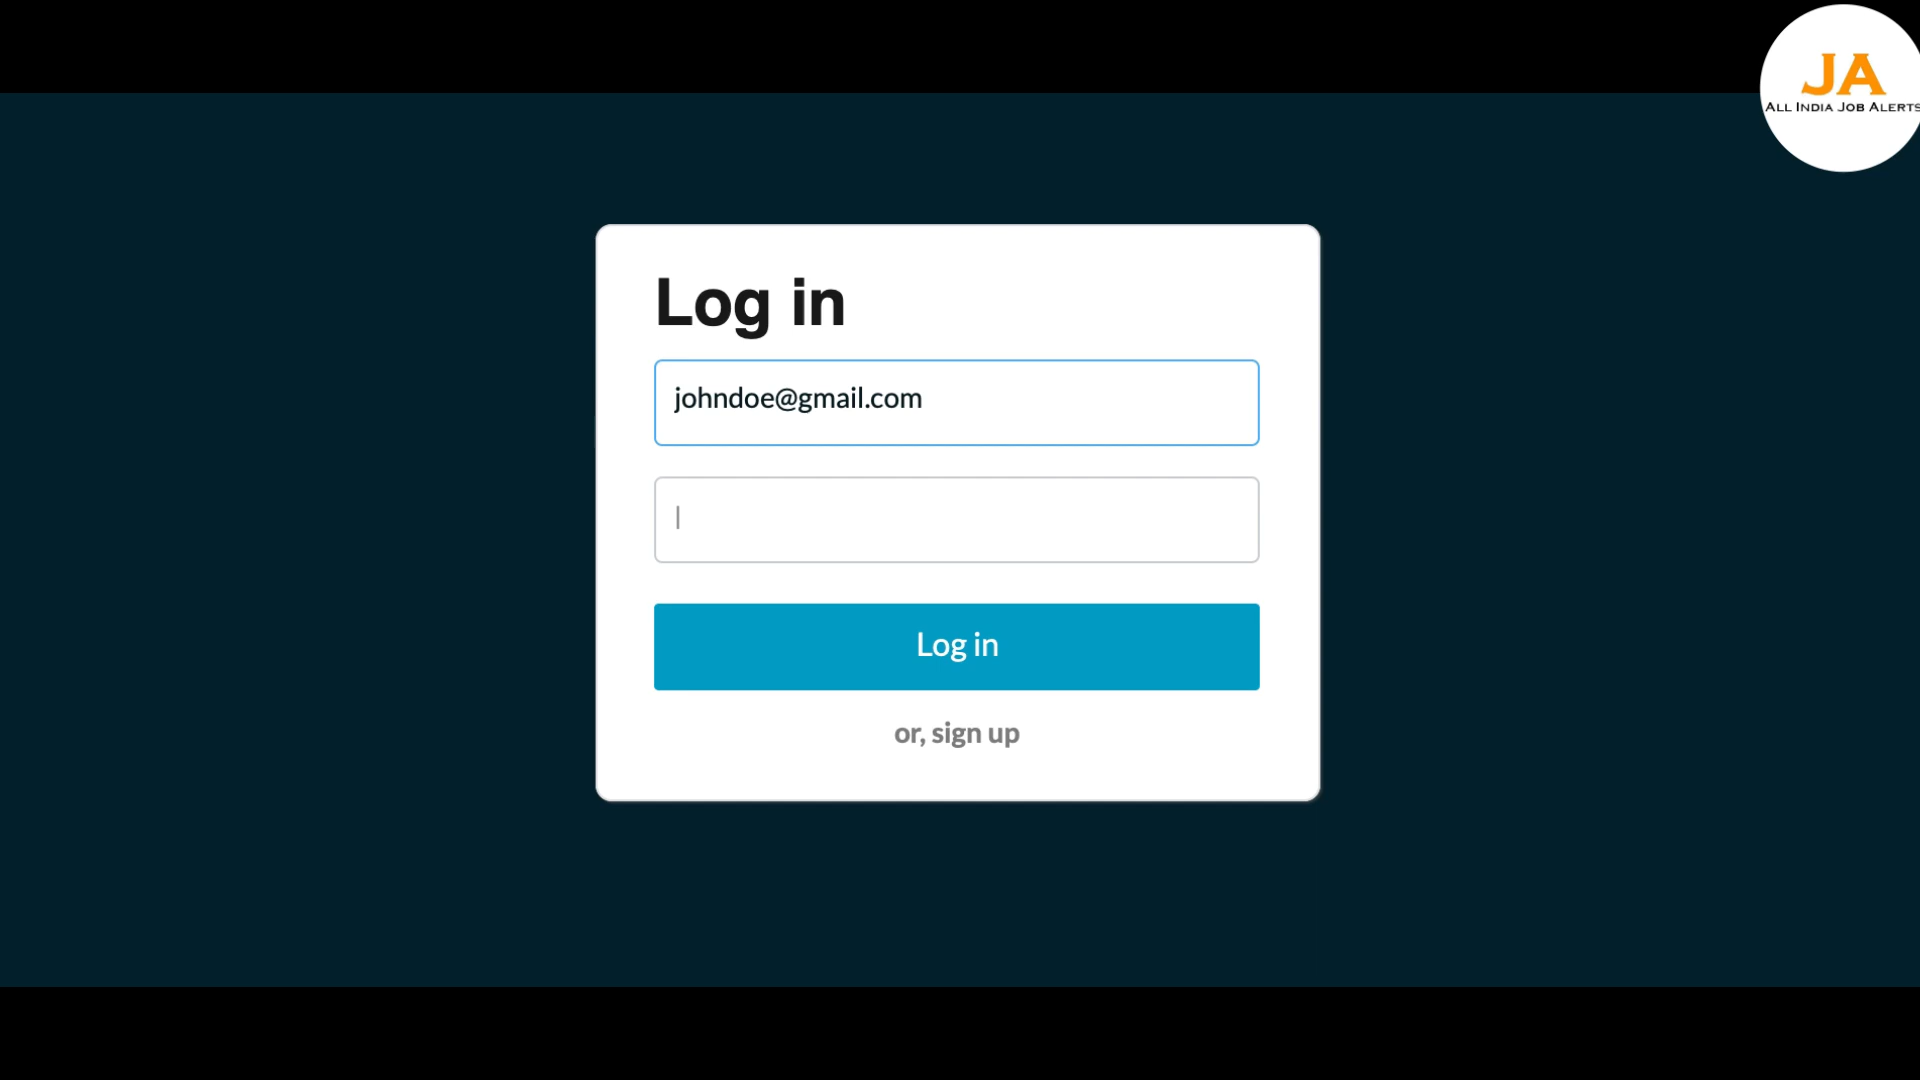 JA
ALL INDIA JOB ALERTS
Log in
johndoe@gmail.com
Log in
or, sign up